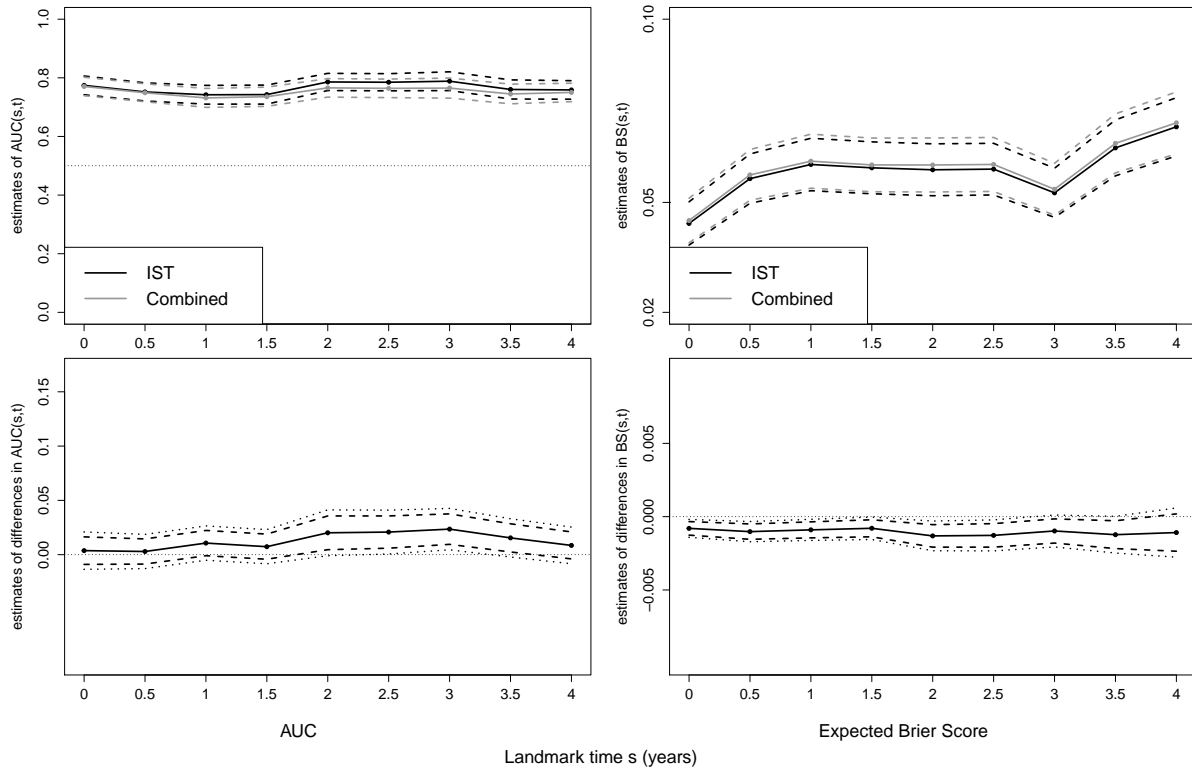 estimates of AUC(s,t)
1.0
0.8
0.6
0.4
0.2
0.0
IST
Combined
0 0.5 1 1.5 2 2.5 3 3.5 4
estimates of BS(s,t)
0.10
0.05
0.02
IST
Combined
0 0.5 1 1.5 2 2.5 3 3.5 4
estimates of differences in AUC(s,t)
0.15
0.1
0.05
0.00
0 0.5 1 1.5 2 2.5 3 3.5 4
AUC
estimates of differences in BS(s,t)
0.005
0.000
−0.005
0 0.5 1 1.5 2 2.5 3 3.5 4
Expected Brier Score
Landmark time s (years)